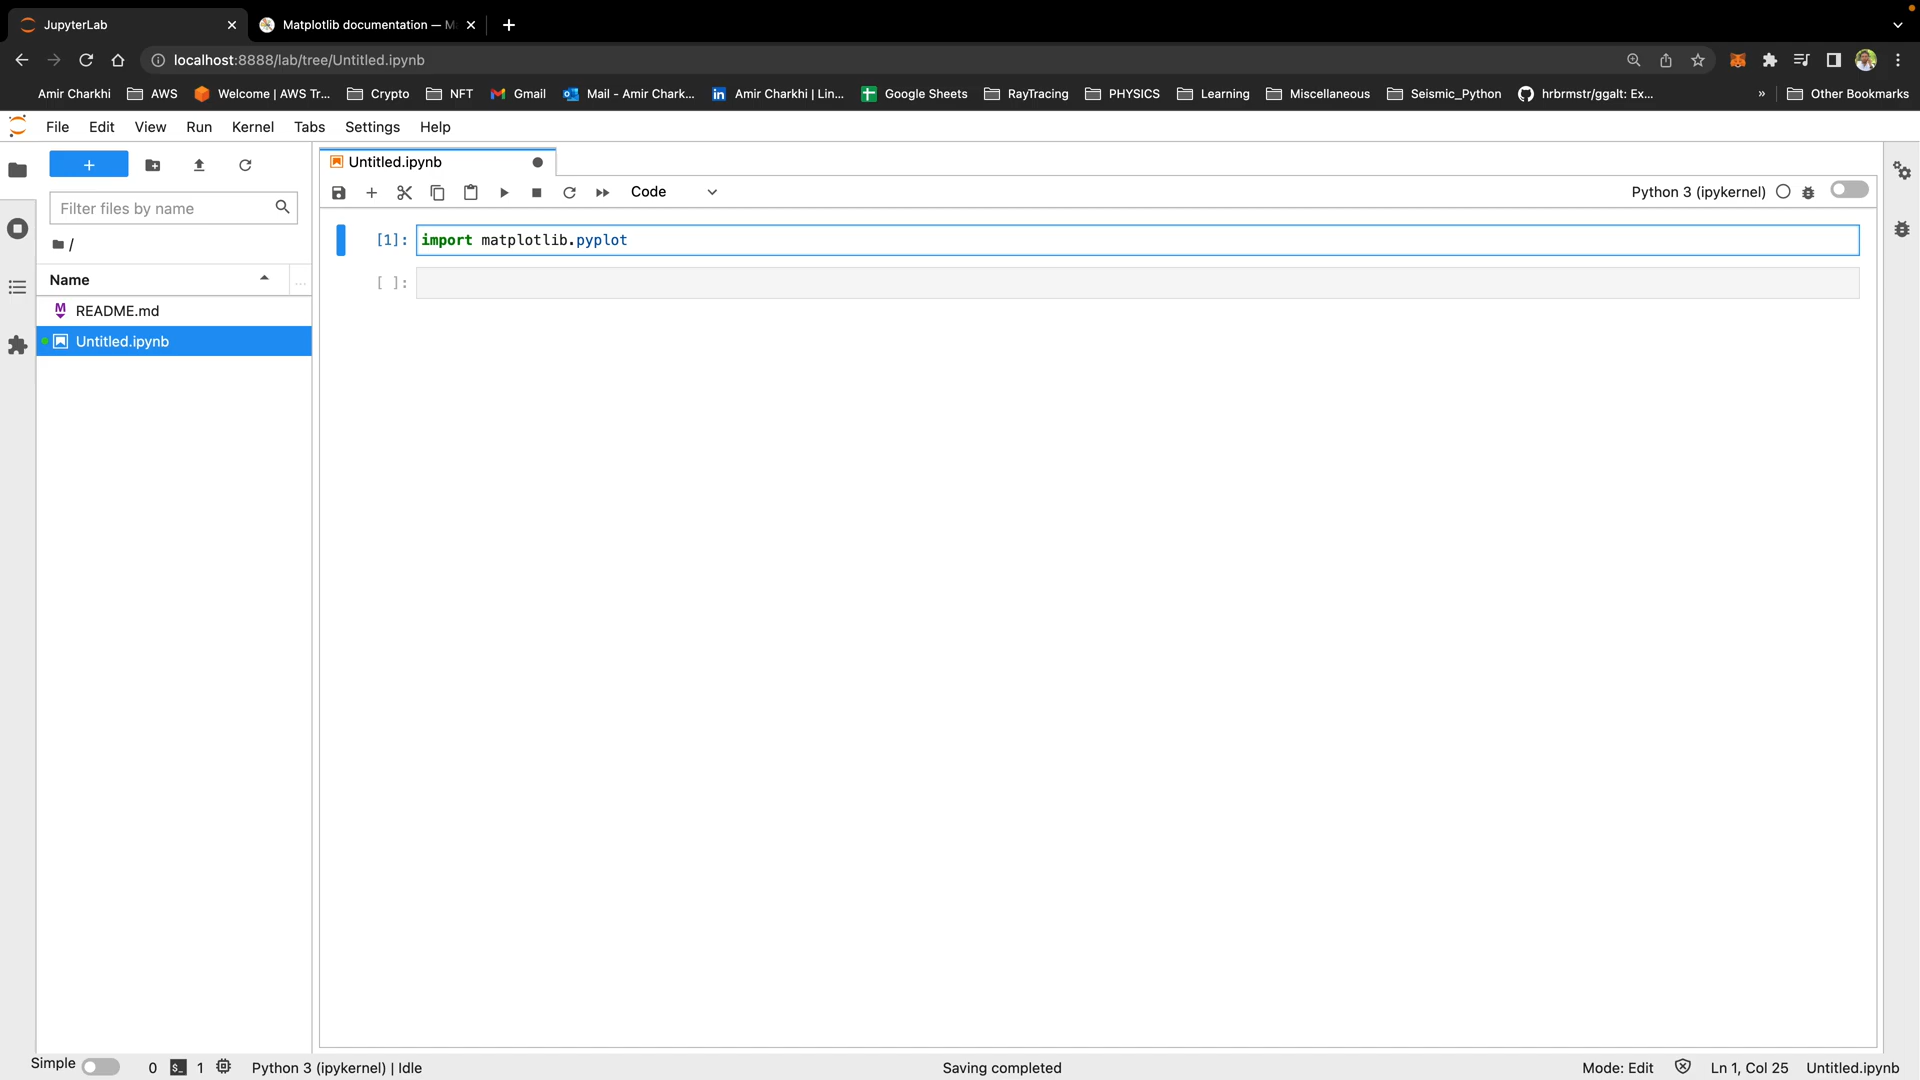 JupyterLab
Matplotlib documentation — M
localhost:8888/lab/tree/Untitled.ipynb
Amir Charkhi AWS Welcome | AWS Tr... Crypto NFT Gmail Mail - Amir Chark... Amir Charkhi | Lin... Google Sheets RayTracing PHYSICS Learning Miscellaneous Seismic_Python hrbrmstr/ggalt: Ex... » Other Bookmarks
File Edit View Run Kernel Tabs Settings Help
+
Filter files by name
/
Name ...
M README.md
Untitled.ipynb
Untitled.ipynb
Code
Python 3 (ipykernel)
[1]: import matplotlib.pyplot
[ ]:
Simple 0 $_ 1 Python 3 (ipykernel) | Idle Saving completed Mode: Edit Ln 1, Col 25 Untitled.ipynb